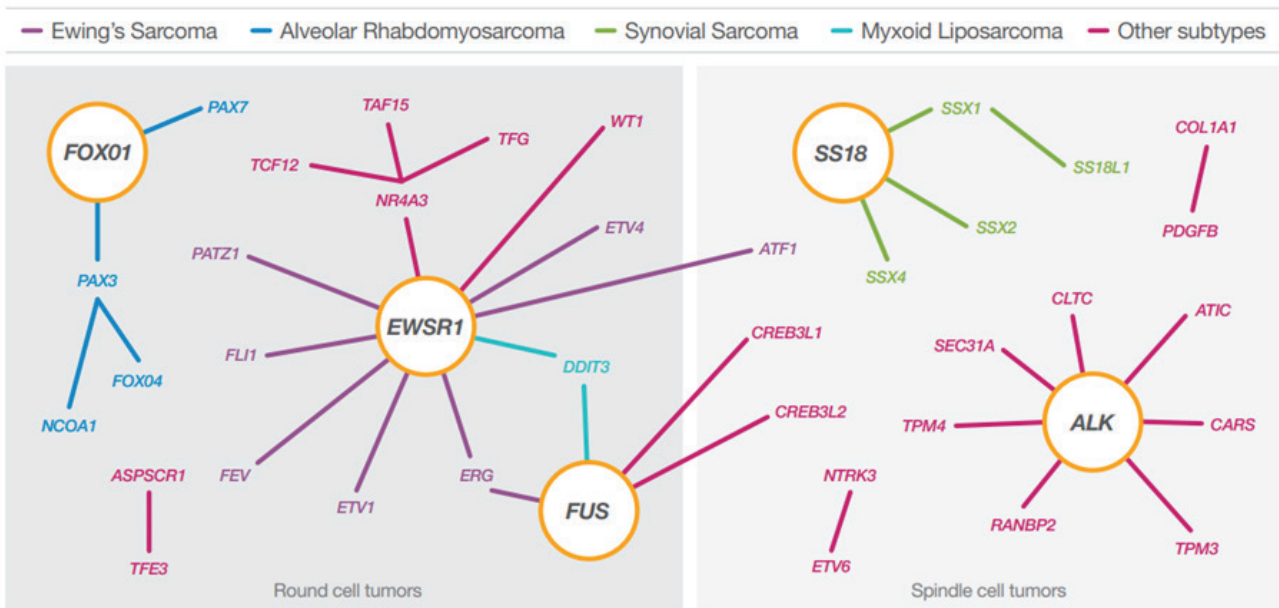 Ewing's Sarcoma
Alveolar Rhabdomyosarcoma
Synovial Sarcoma
Myxoid Liposarcoma
Other subtypes
FOX01
PAX7
PAX3
FOX04
NCOA1
ASPSCR1
TFE3
TAF15
TCF12
TFG
NR4A3
WT1
PATZ1
ETV4
ATF1
EWSR1
FLI1
DDIT3
FEV
ETV1
ERG
FUS
CREB3L1
CREB3L2
Round cell tumors
SS18
SSX1
SS18L1
SSX2
SSX4
COL1A1
PDGFB
CLTC
ATIC
SEC31A
TPM4
ALK
CARS
NTRK3
RANBP2
TPM3
ETV6
Spindle cell tumors